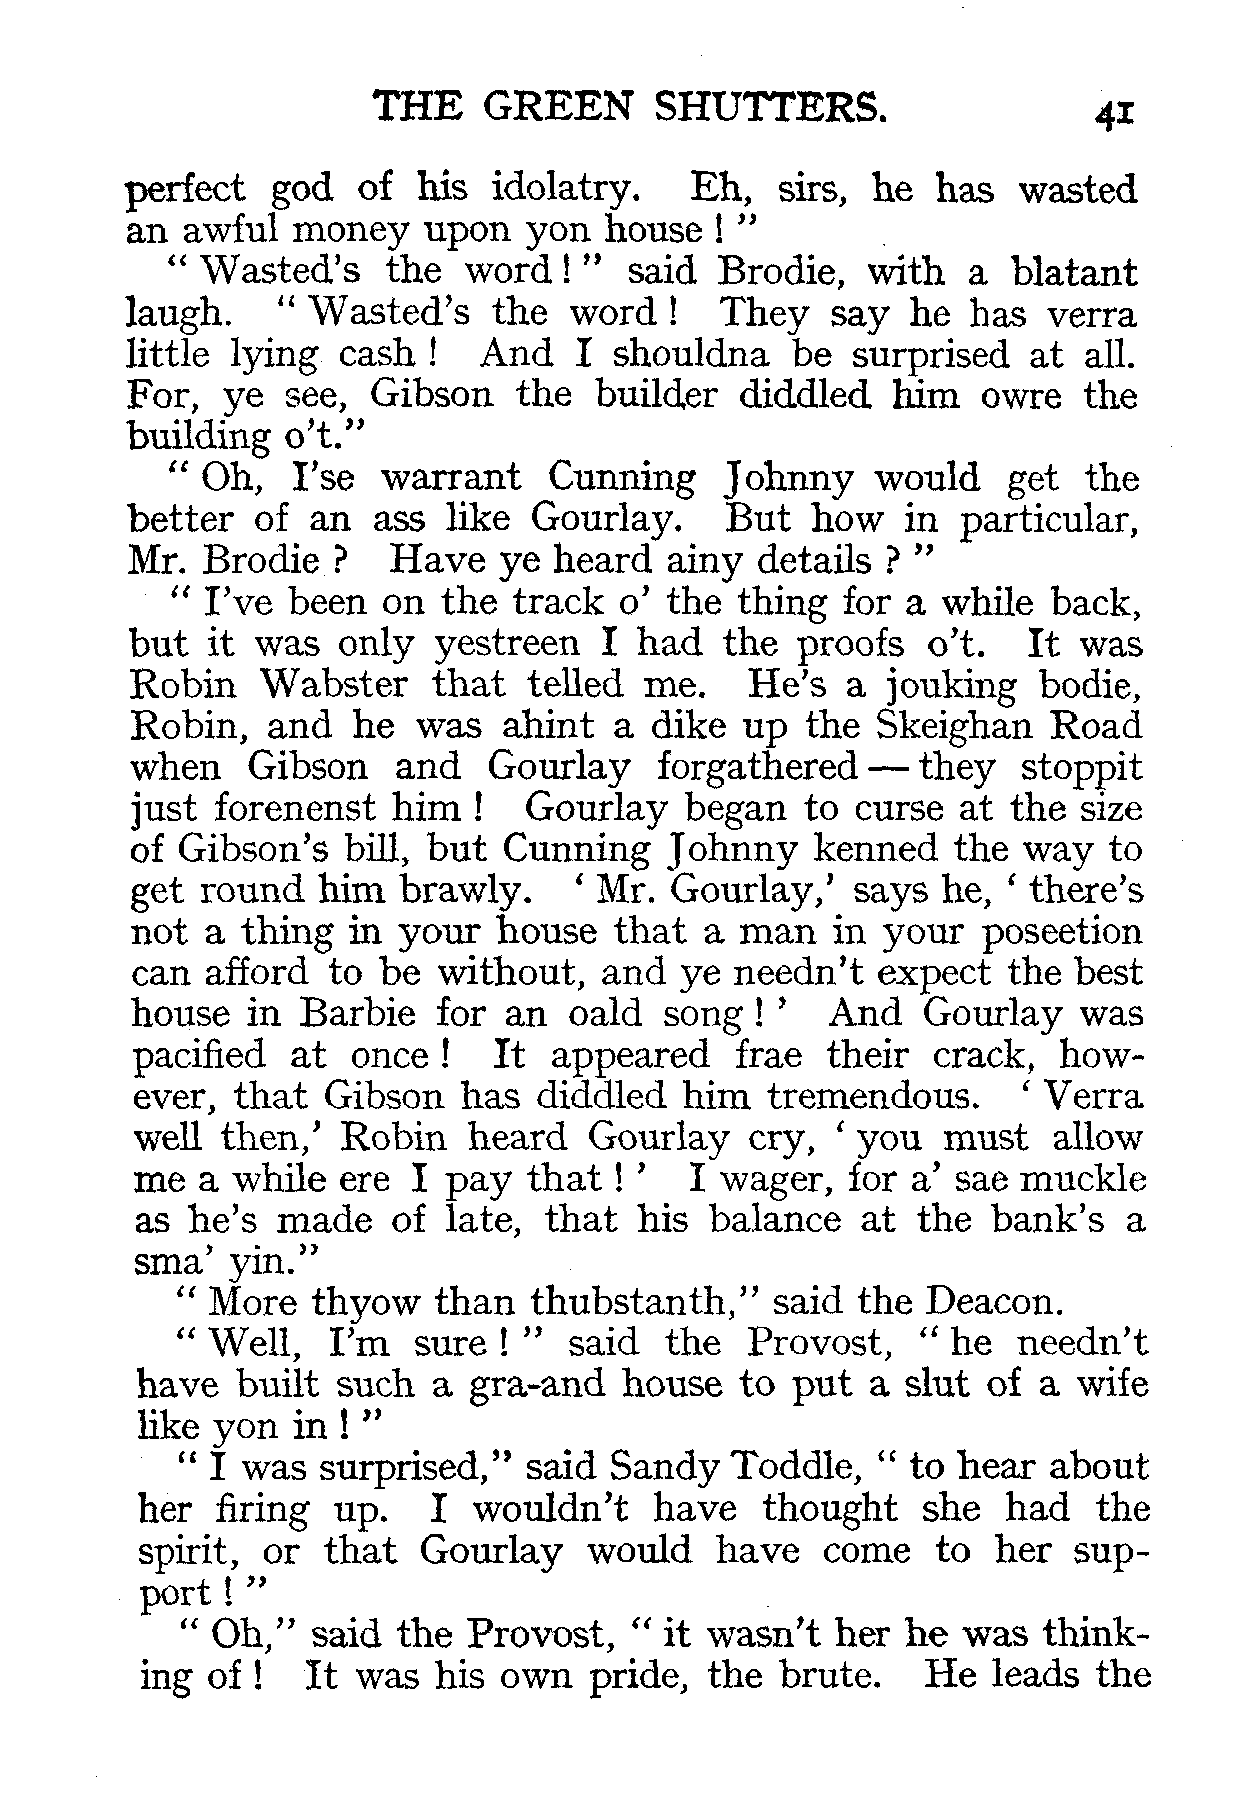 THE GREEN SHUTTERS. 41
perfect god of his idolatry. Eh, sirs, he has wasted
an awful money upon yon house ! "
" Wasted's the word ! " said Brodie, with a blatant
laugh. " Wasted's the word ! They say he has verra
little lying cash ! And I shouldna be surprised at all.
For, ye see, Gibson the builder diddled him owre the
building o't."
" Oh, I'se warrant Cunning Johnny would get the
better of an ass like Gourlay. But how in particular,
Mr. Brodie ? Have ye heard ainy details ? "
" I've been on the track o' the thing for a while back,
but it was only yestreen I had the proofs o't. It was
Robin Wabster that telled me. He's a jouking bodie,
Robin, and he was ahint a dike up the Skeighan Road
when Gibson and Gourlay forgathered — they stoppit
just forenenst him ! Gourlay began to curse at the size
of Gibson's bill, but Cunning Johnny kenned the way to
get round him brawly. ' Mr. Gourlay,' says he, ' there's
not a thing in your house that a man in your poseetion
can afford to be without, and ye needn't expect the best
house in Barbie for an oald song ! ' And Gourlay was
pacified at once ! It appeared frae their crack, how-
ever, that Gibson has diddled him tremendous. ' Verra
well then,' Robin heard Gourlay cry, ' you must allow
me a while ere I pay that ! ' I wager, for a' sae muckle
as he's made of late, that his balance at the bank's a
sma' yin."
" More thyow than thubstanth," said the Deacon.
" Well, I'm sure ! " said the Provost, " he needn't
have built such a gra-and house to put a slut of a wife
like yon in ! "
" I was surprised," said Sandy Toddle, " to hear about
her firing up. I wouldn't have thought she had the
spirit, or that Gourlay would have come to her sup-
port ! "
" Oh," said the Provost, " it wasn't her he was think-
ing of ! It was his own pride, the brute. He leads the